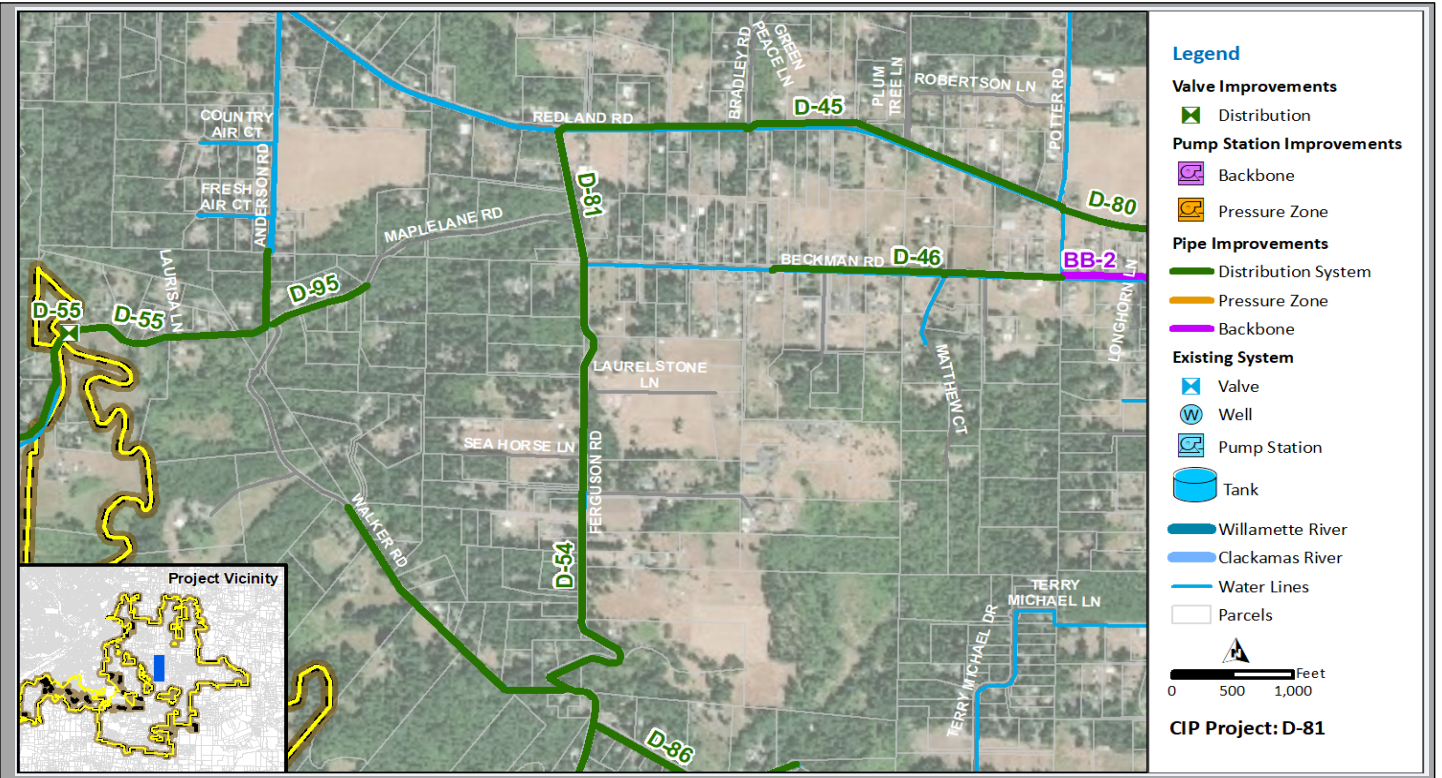 COUNTRY
AIR CT
FRESH
AIR CT
ANDERSON RD
LAURISA LN
MAPLELANE RD
REDLAND RD
BRADLEY RD
GREEN
PEACE LN
D-45
PLUM
TREE LN
ROBERTSON LN
POTTER RD
D-81
D-80
BECKMAN RD
D-46
BB-2
LONGHORN LN
D-95
D-55
D-55
LAURELSTONE
LN
MATTHEW CT
SEA HORSE LN
FERGUSON RD
WALKER RD
D-54
TERRY
MICHAEL LN
TERRY MICHAEL DR
D-86
Project Vicinity
Legend
Valve Improvements
Distribution
Pump Station Improvements
Backbone
Pressure Zone
Pipe Improvements
Distribution System
Pressure Zone
Backbone
Existing System
Valve
W Well
Pump Station
Tank
Willamette River
Clackamas River
Water Lines
Parcels
N
Feet
0 500 1,000
CIP Project: D-81